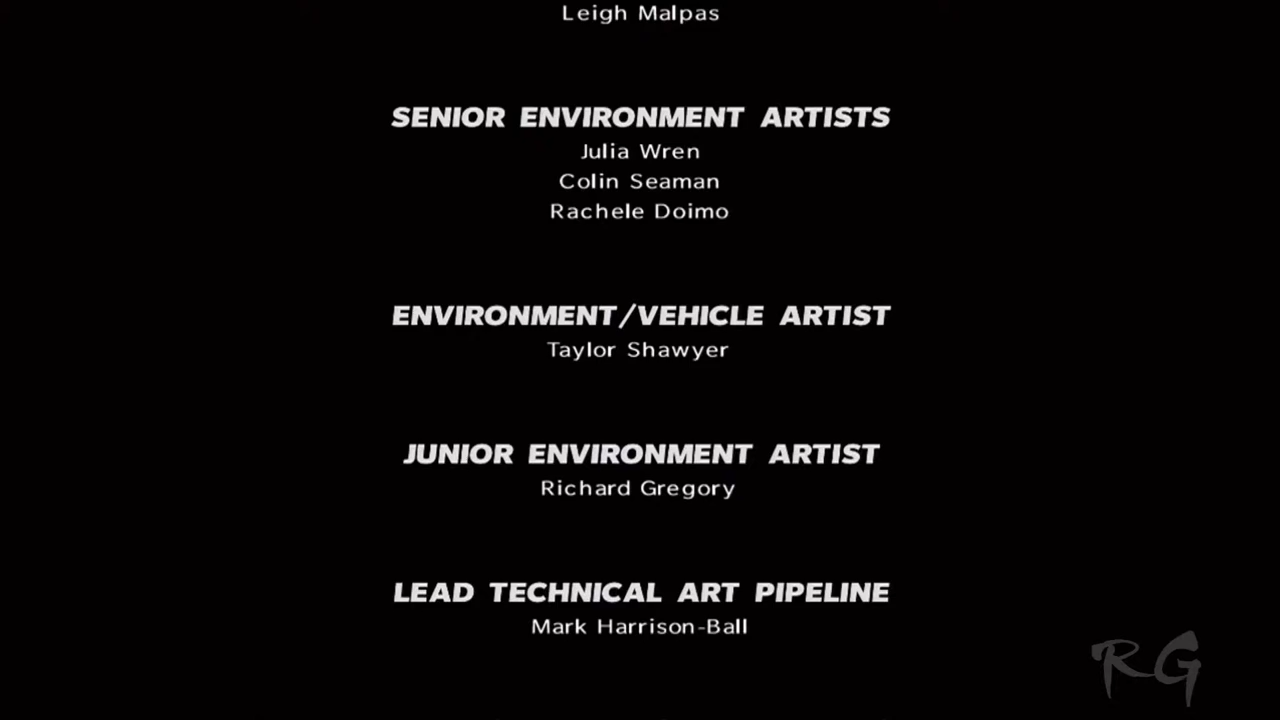 Leigh Malpas
SENIOR ENVIRONMENT ARTISTS
Julia Wren
Colin Seaman
Rachele Doimo
ENVIRONMENT/VEHICLE ARTIST
Taylor Shawyer
JUNIOR ENVIRONMENT ARTIST
Richard Gregory
LEAD TECHNICAL ART PIPELINE
Mark Harrison-Ball
RG